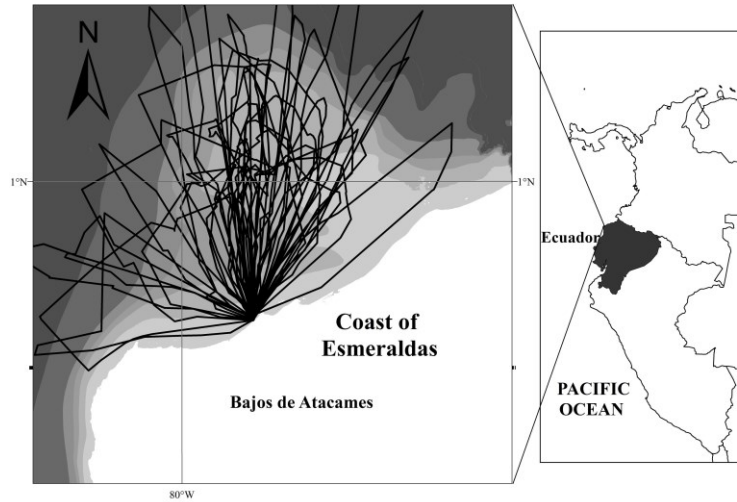 N
1°N
1°N
Coast of
Esmeraldas
Bajos de Atacames
80°W
Ecuador
PACIFIC
OCEAN